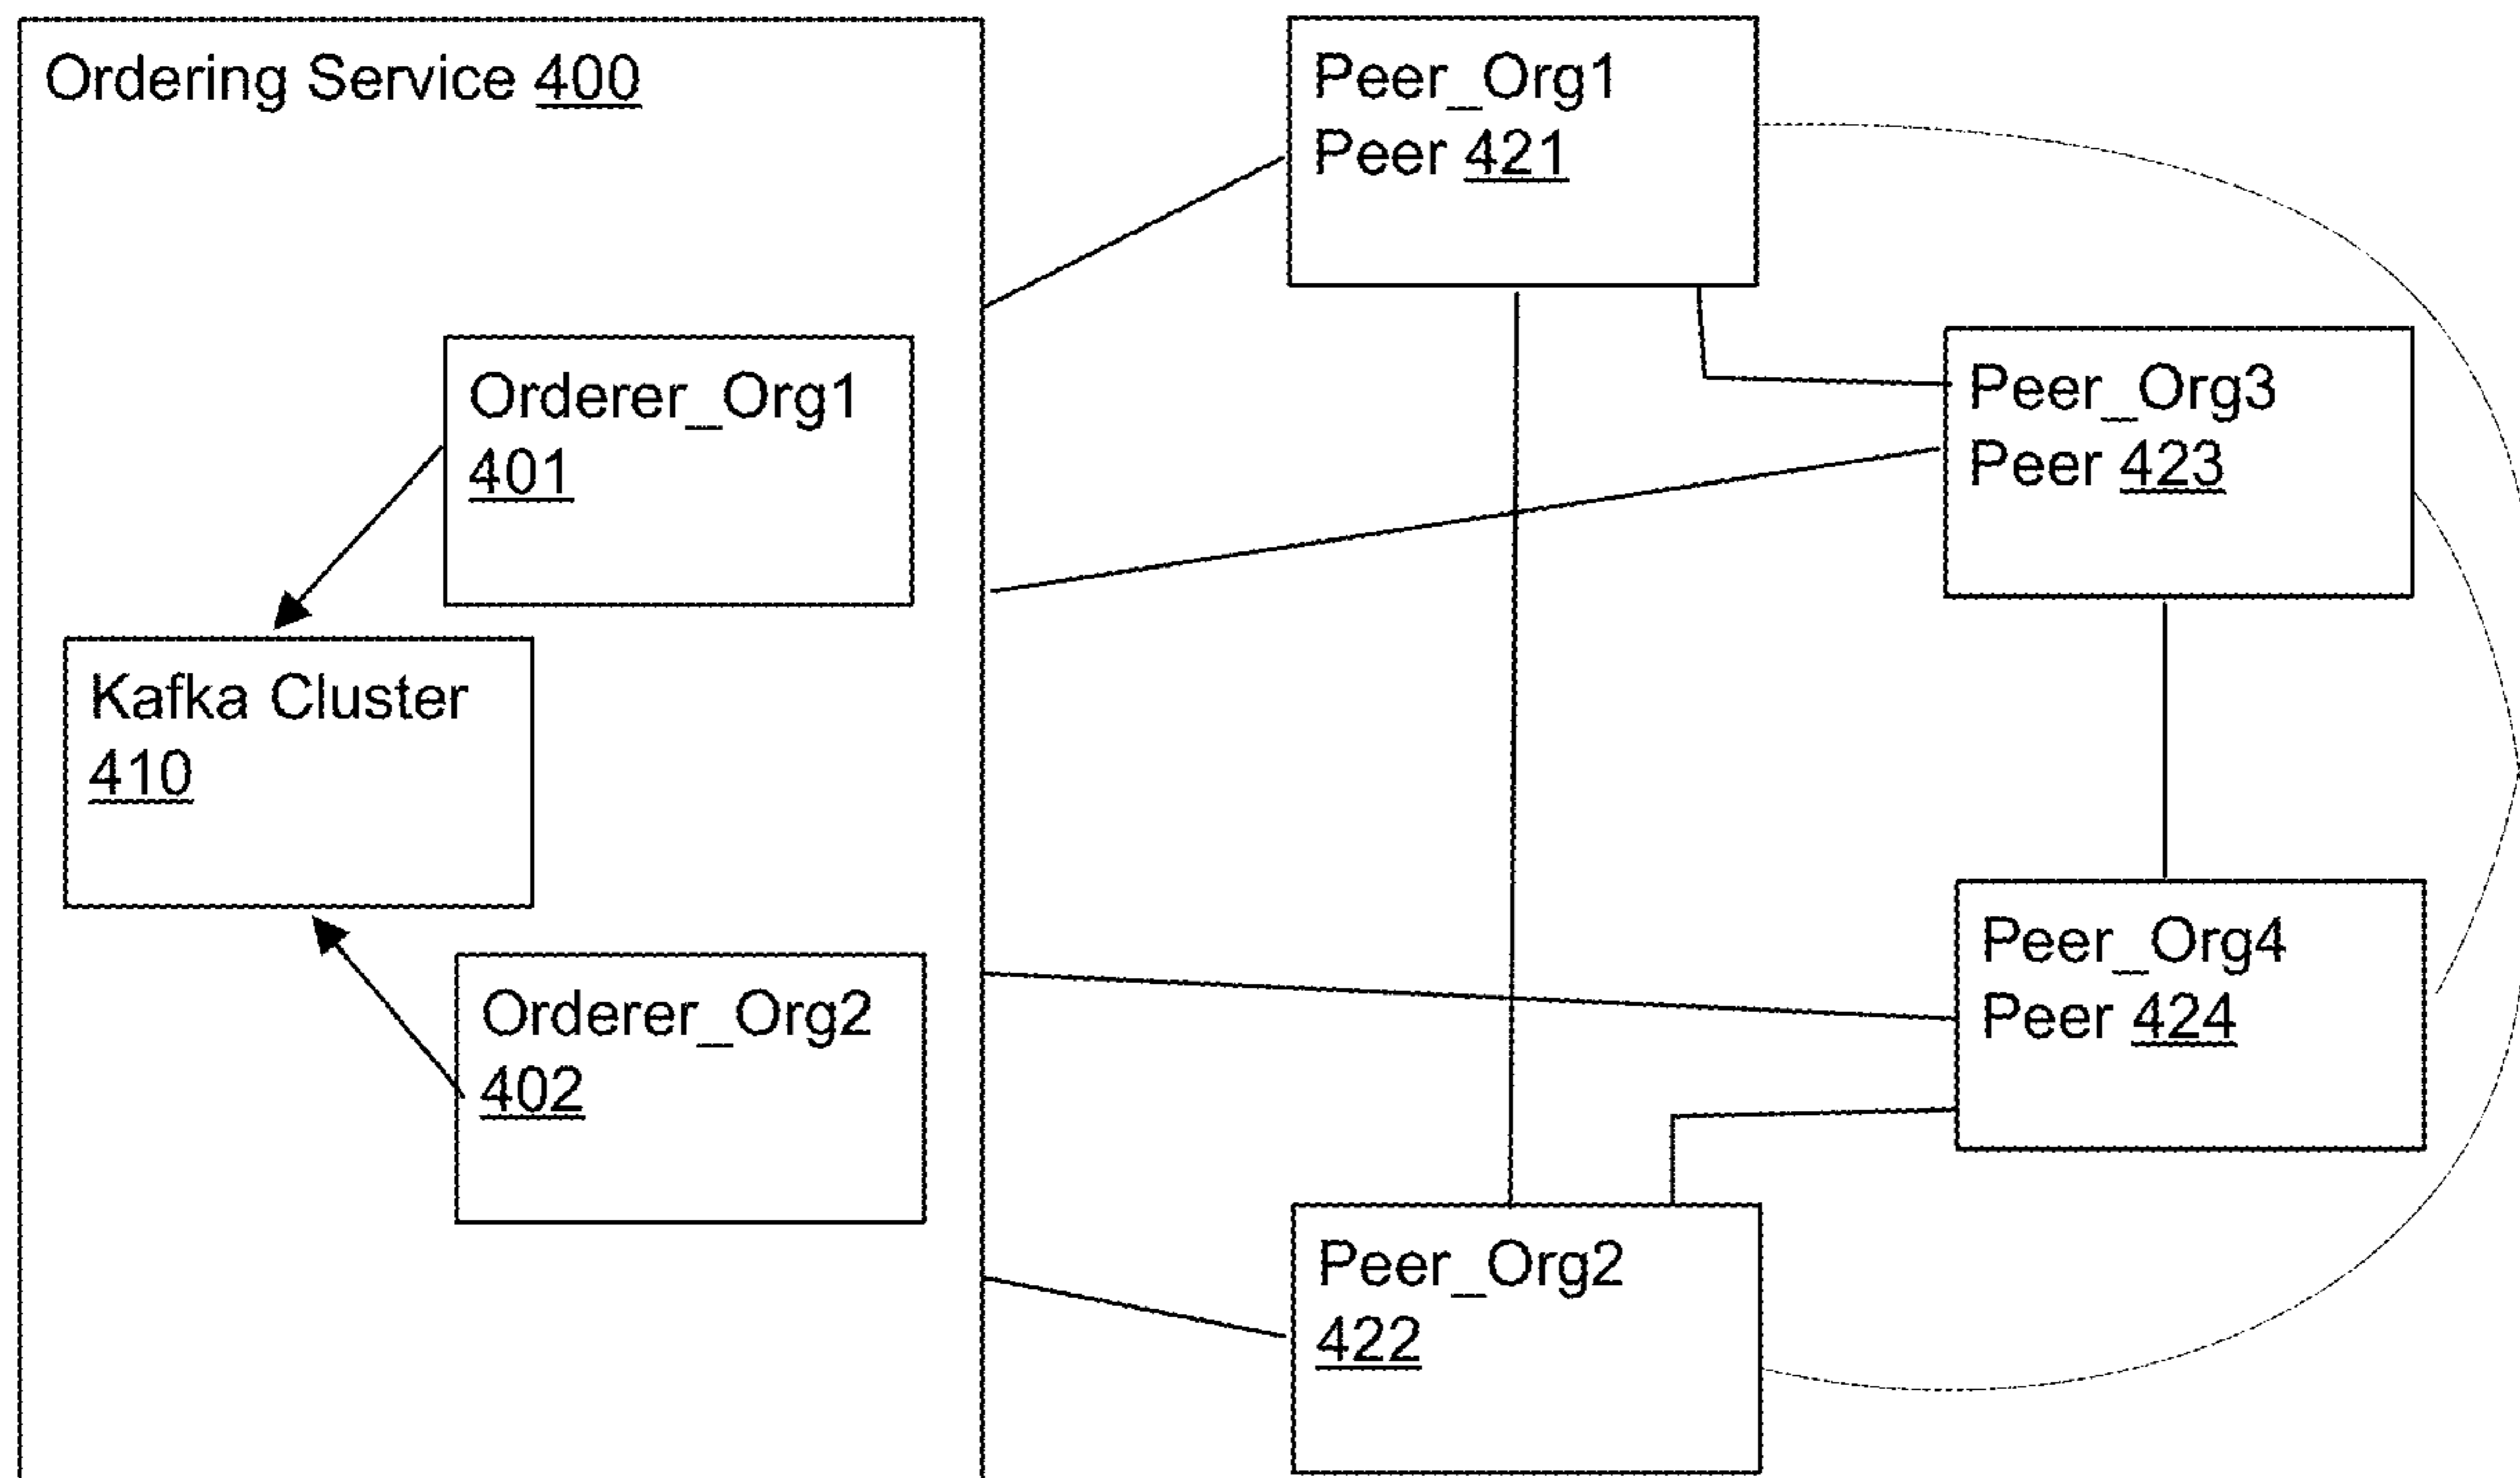 Ordering Service 400
Orderer_Org1
401
Kafka Cluster
410
Orderer_Org2
402
Peer_Org1
Peer 421
Peer_Org3
Peer 423
Peer_Org4
Peer 424
Peer_Org2
422